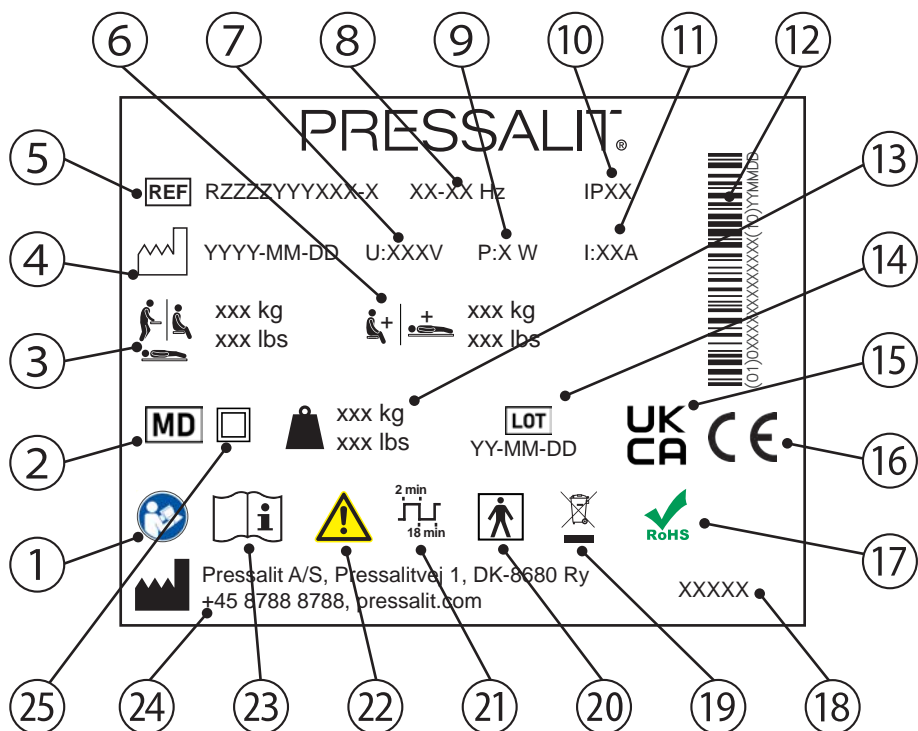 6 7 8 9 10 11 12
PRESSALIT®
5 REF RZZZZYYYXXX-X XX-XX Hz IPXX 13
4 YYYY-MM-DD U:XXXV P:X W I:XXA 14
xxx kg xxx kg
3 xxx lbs xxx lbs
(01)0XXXXXXXXXXXXX(10)YYMMDD
15
2 MD xxx kg LOT UK CE 16
xxx lbs YY-MM-DD CA
2 min
18 min
1 i ! RoHS 17
Pressalit A/S, Pressalitvej 1, DK-8680 Ry
+45 8788 8788, pressalit.com XXXXX
25 24 23 22 21 20 19 18